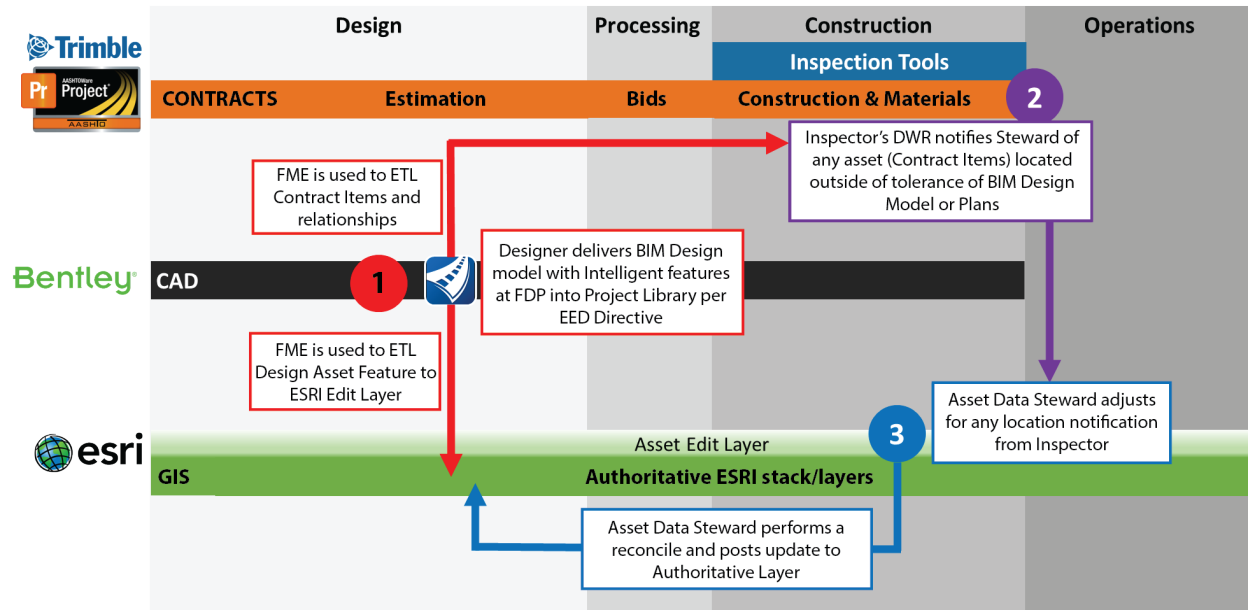 Design
Processing
Construction
Operations
Trimble
Inspection Tools
Pr
AASHTOWare
Project
AASHTO
CONTRACTS
Estimation
Bids
Construction & Materials
2
Inspector's DWR notifies Steward of
any asset (Contract Items) located
outside of tolerance of BIM Design
Model or Plans
FME is used to ETL
Contract Items and
relationships
Designer delivers BIM Design
model with Intelligent features
at FDP into Project Library per
EED Directive
Bentley
CAD
1
FME is used to ETL
Design Asset Feature to
ESRI Edit Layer
Asset Data Steward adjusts
for any location notification
from Inspector
3
esri
Asset Edit Layer
GIS
Authoritative ESRI stack/layers
Asset Data Steward performs a
reconcile and posts update to
Authoritative Layer